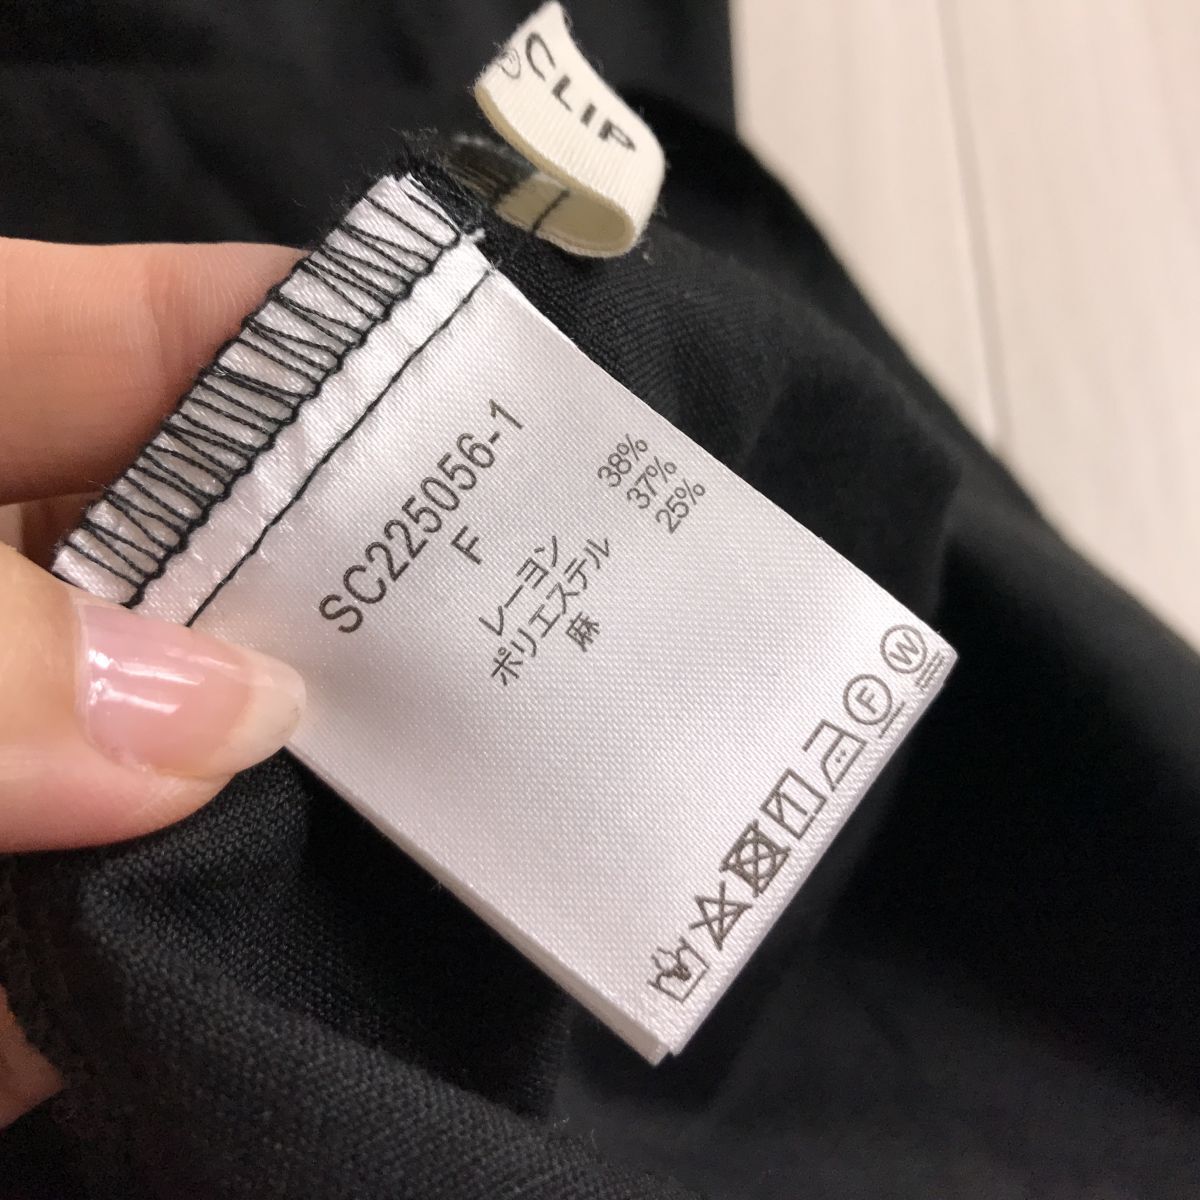 CLIP
SC225056-1
F
レーヨン 38%
ポリエステル 37%
麻 25%
F
W